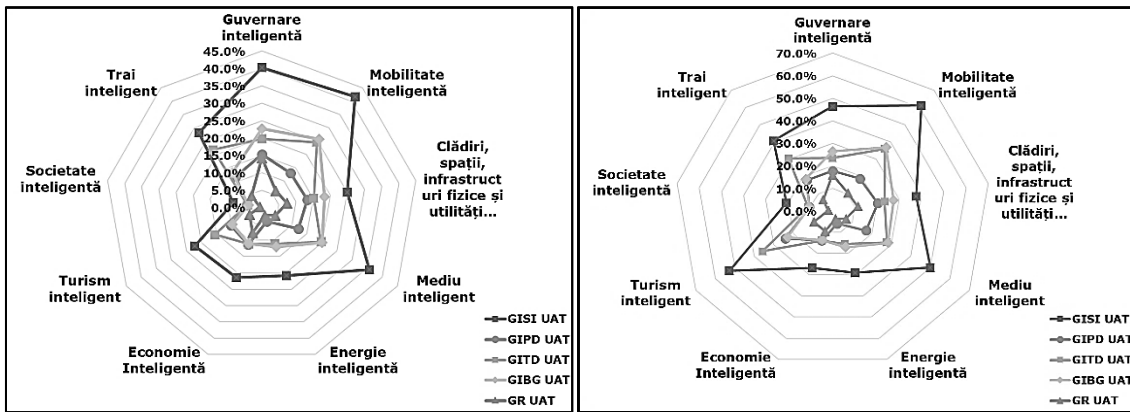 Guvernare
inteligentă
45.0%
40.0%
35.0%
30.0%
25.0%
20.0%
15.0%
10.0%
5.0%
0.0%
Mobilitate
inteligentă
Clădiri,
spații,
infrastruct
uri fizice și
utilități...
Mediu
inteligent
Energie
inteligentă
Economie
Inteligentă
Turism
inteligent
Societate
inteligentă
Trai
inteligent
GISI UAT
GIPD UAT
GITD UAT
GIBG UAT
GR UAT
Guvernare
inteligentă
70.0%
60.0%
50.0%
40.0%
30.0%
20.0%
10.0%
0.0%
Mobilitate
inteligentă
Clădiri,
spații,
infrastruct
uri fizice și
utilități...
Mediu
inteligent
Energie
inteligentă
Economie
Inteligentă
Turism
inteligent
Societate
inteligentă
Trai
inteligent
GISI UAT
GIPD UAT
GITD UAT
GIBG UAT
GR UAT